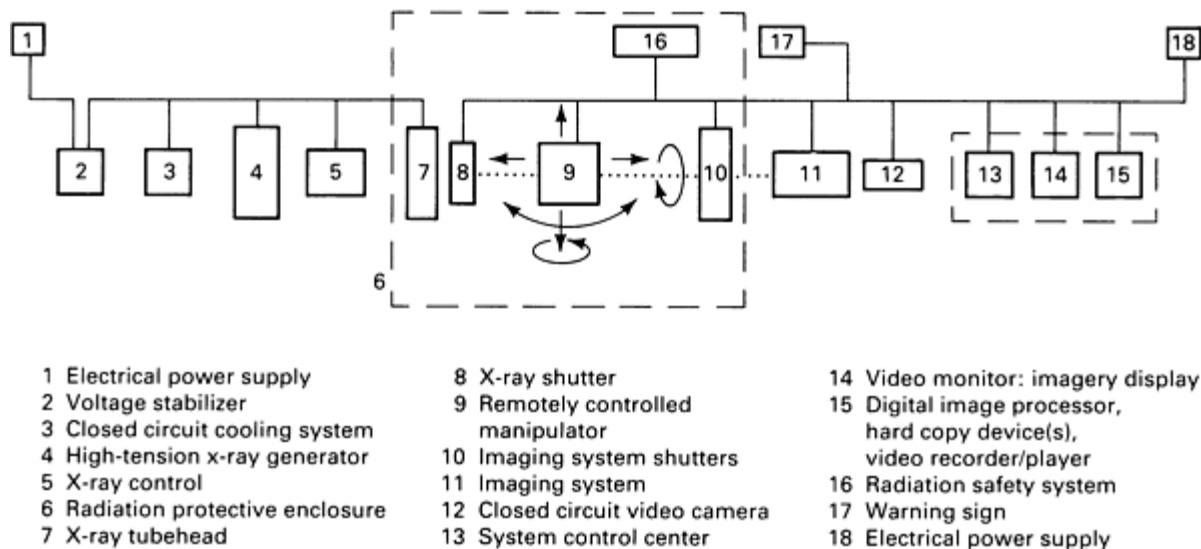 1
16
17
18
2
3
4
5
7
8
9
10
11
12
13
14
15
6
1 Electrical power supply
2 Voltage stabilizer
3 Closed circuit cooling system
4 High-tension x-ray generator
5 X-ray control
6 Radiation protective enclosure
7 X-ray tubehead
8 X-ray shutter
9 Remotely controlled
manipulator
10 Imaging system shutters
11 Imaging system
12 Closed circuit video camera
13 System control center
14 Video monitor: imagery display
15 Digital image processor,
hard copy device(s),
video recorder/player
16 Radiation safety system
17 Warning sign
18 Electrical power supply